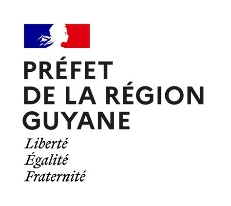 PRÉFET
DE LA RÉGION
GUYANE
Liberté
Égalité
Fraternité